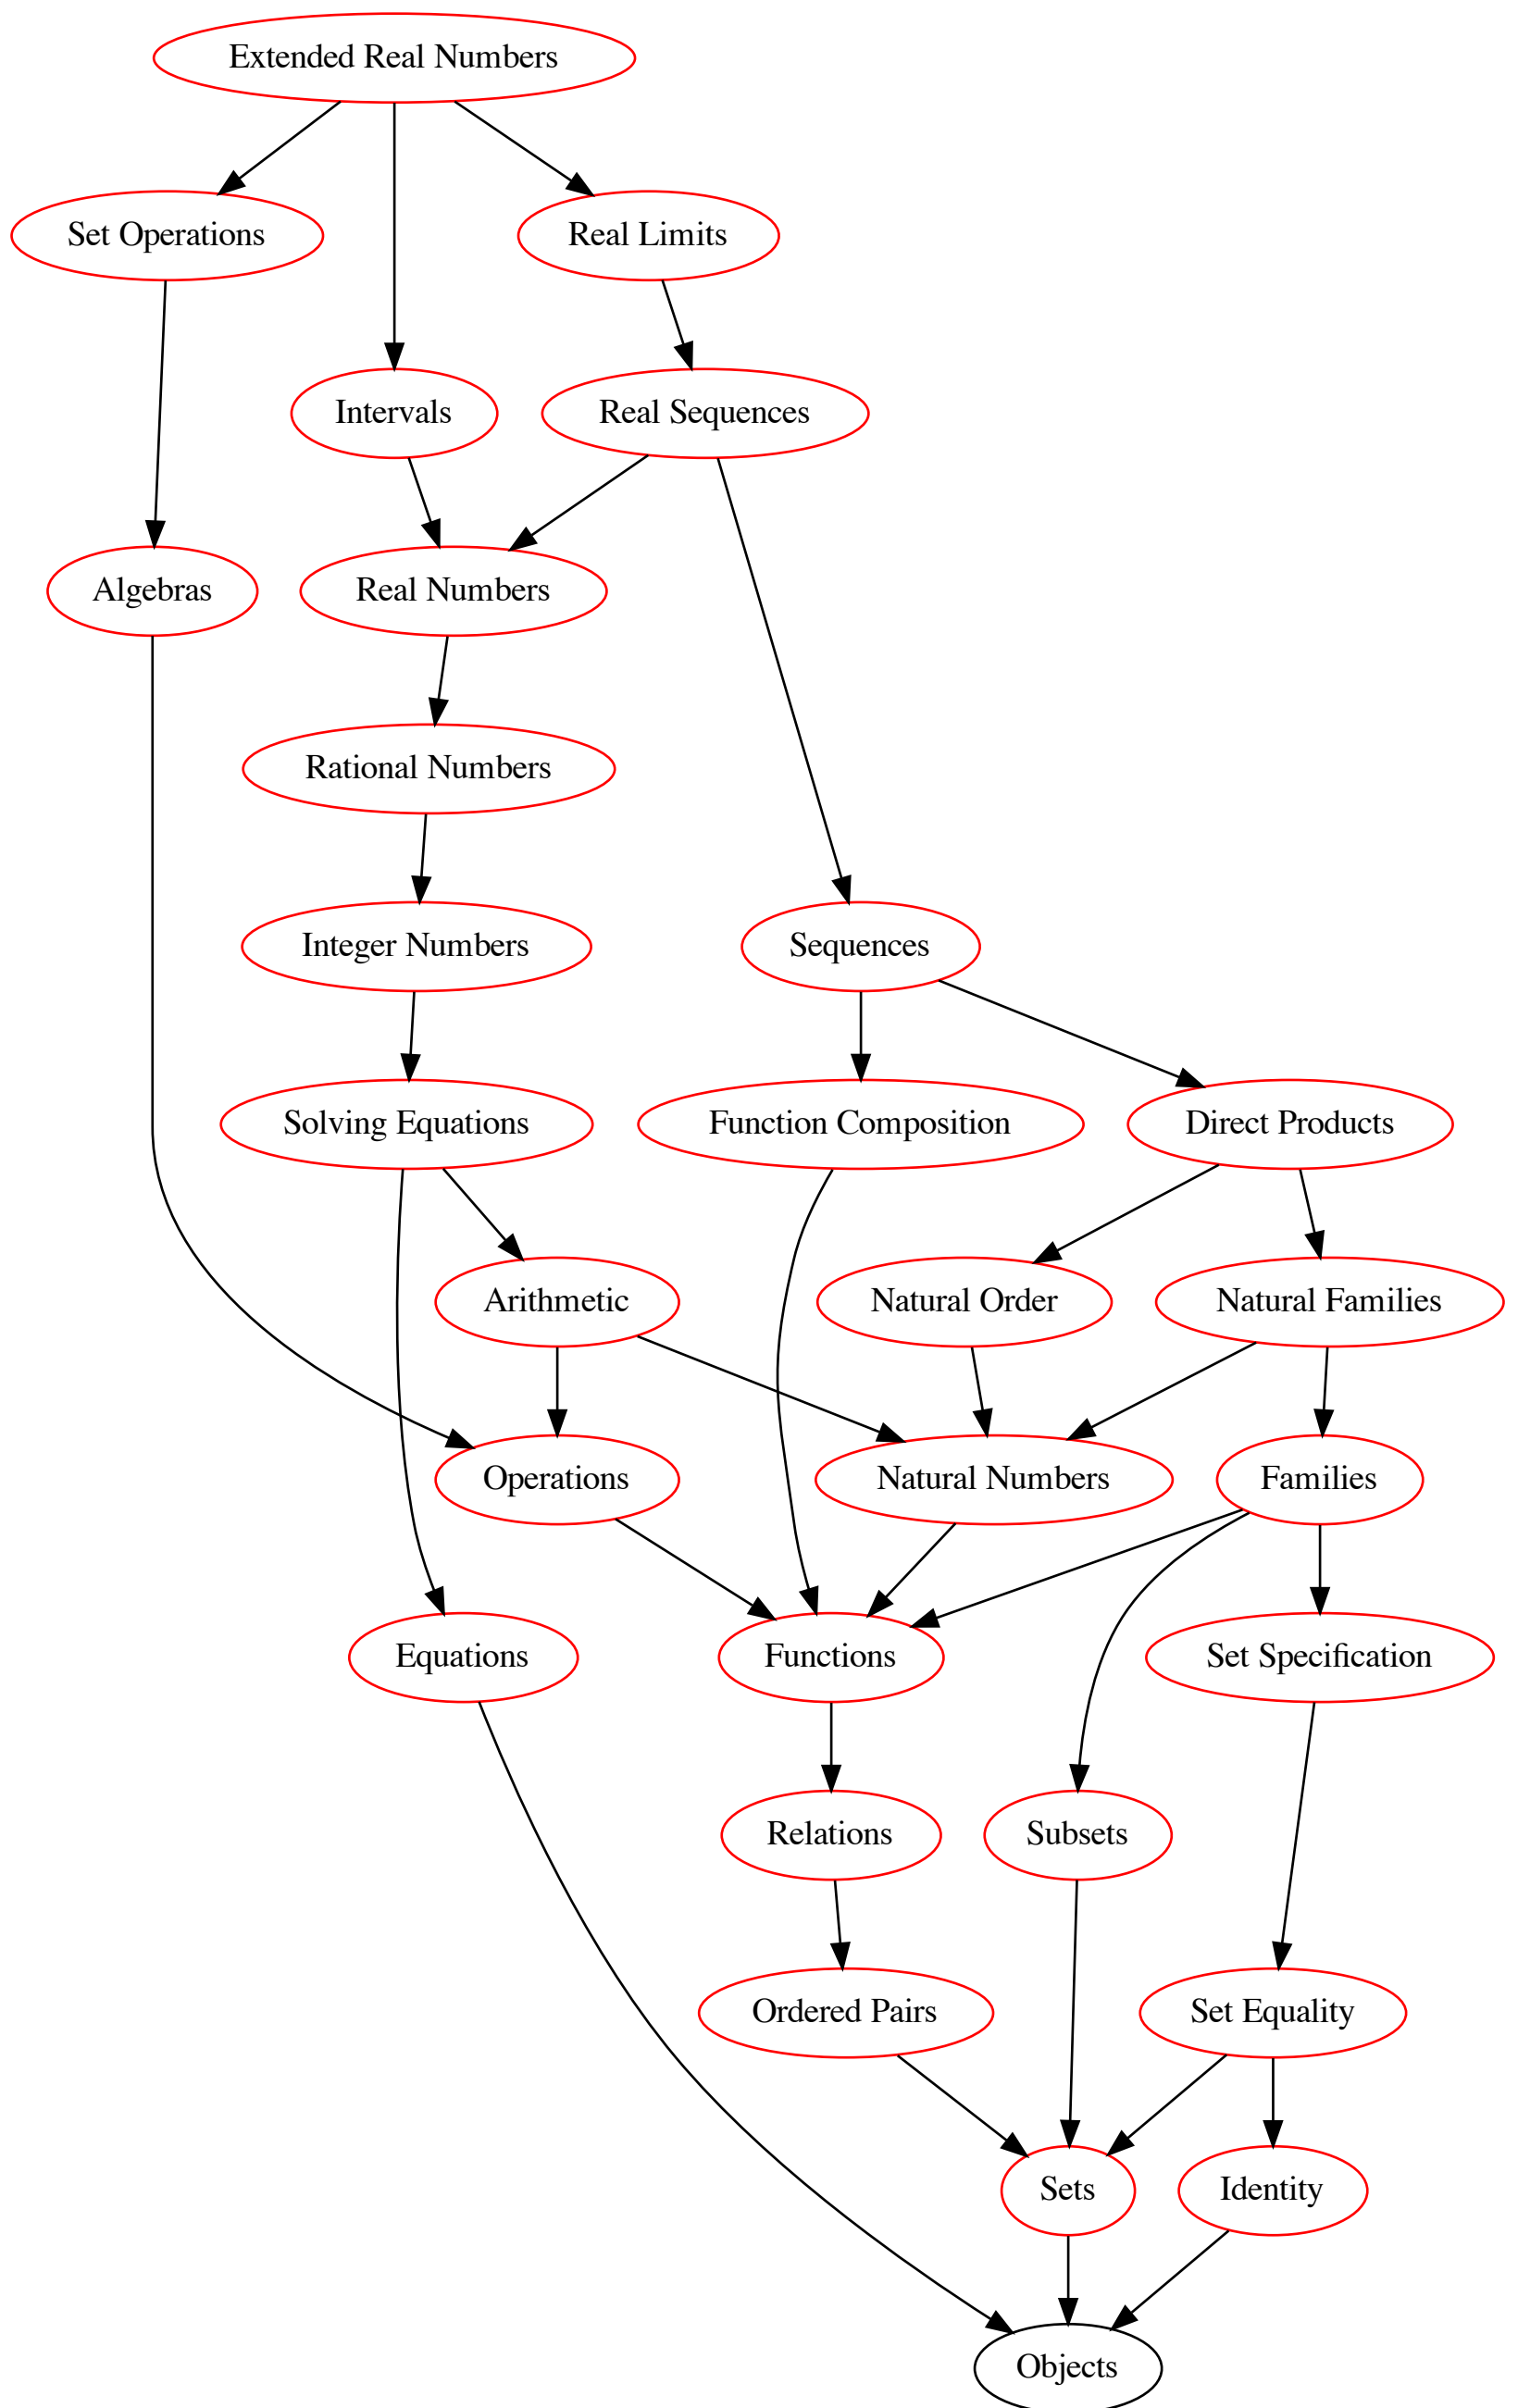 Extended Real Numbers
Set Operations
Real Limits
Intervals
Real Sequences
Algebras
Real Numbers
Rational Numbers
Integer Numbers
Sequences
Solving Equations
Function Composition
Direct Products
Arithmetic
Natural Order
Natural Families
Operations
Natural Numbers
Families
Equations
Functions
Set Specification
Relations
Subsets
Ordered Pairs
Set Equality
Sets
Identity
Objects